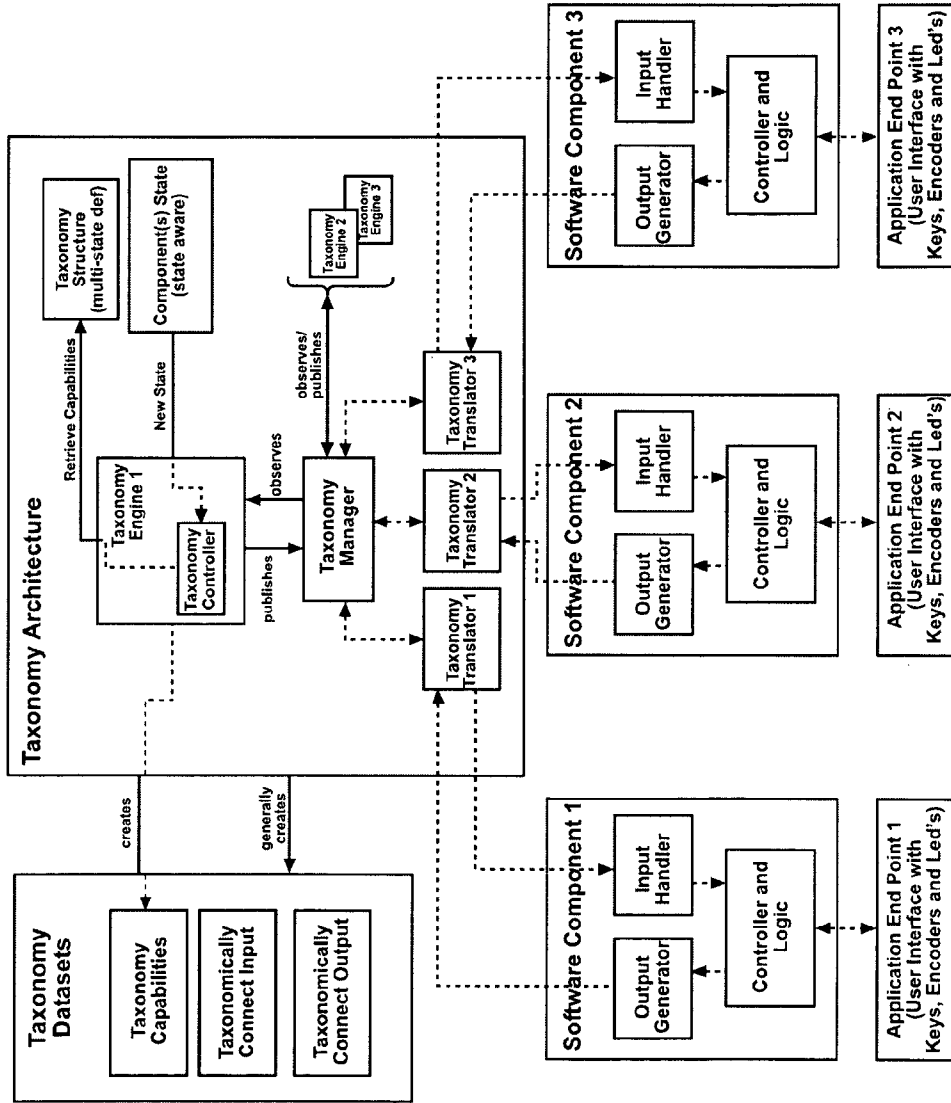 Taxonomy
Datasets
Taxonomy
Capabilities
Taxonomically
Connect Input
Taxonomically
Connect Output
creates
generally
creates
Taxonomy Architecture
Taxonomy
Engine 1
Taxonomy
Controller
Retrieve Capabilities
New State
Taxonomy
Structure
(multi-state def)
Component(s) State
(state aware)
publishes
observes
Taxonomy
Manager
observes/
publishes
Taxonomy
Engine 2
Taxonomy
Engine 3
Taxonomy
Translator 1
Taxonomy
Translator 2
Taxonomy
Translator 3
Software Component 1
Output
Generator
Input
Handler
Controller and
Logic
Application End Point 1
(User Interface with
Keys, Encoders and Led's)
Software Component 2
Output
Generator
Input
Handler
Controller and
Logic
Application End Point 2
(User Interface with
Keys, Encoders and Led's)
Software Component 3
Output
Generator
Input
Handler
Controller and
Logic
Application End Point 3
(User Interface with
Keys, Encoders and Led's)